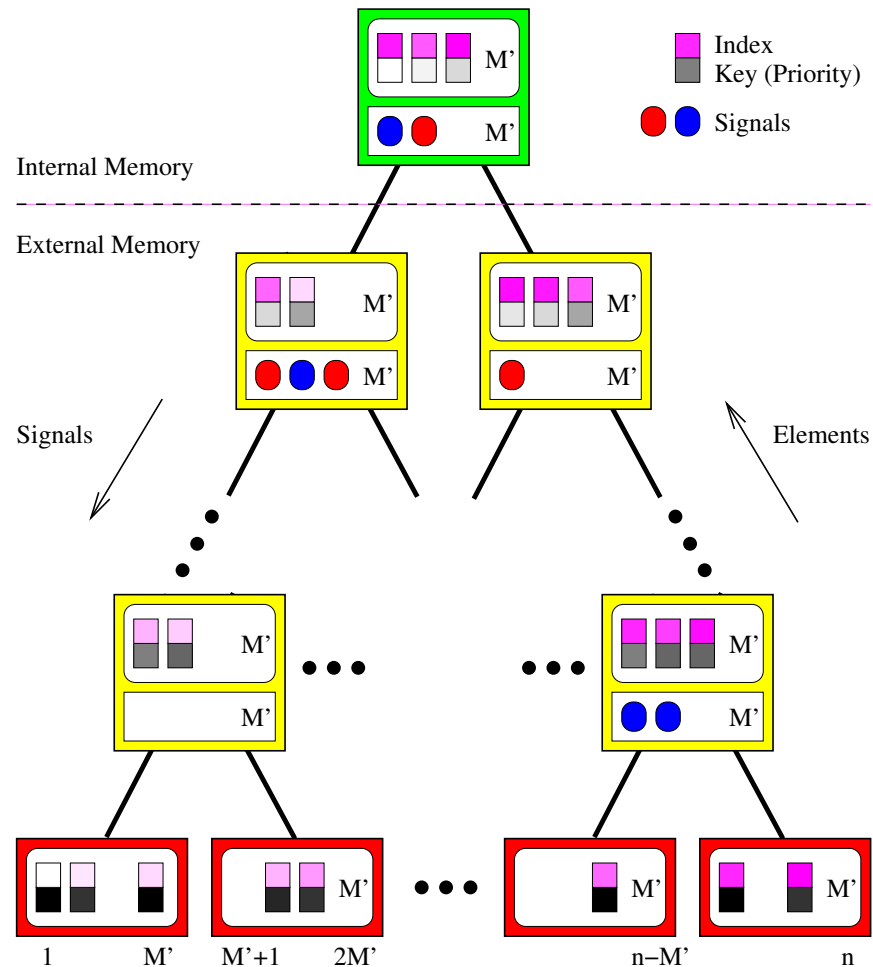 M’
Index
Key (Priority)
M’
Signals
Internal Memory
External Memory
M’
M’
M’
M’
Signals
Elements
M’
M’
M’
M’
M’
M’
M’
1
M’
M’+1
2M’
n−M’
n